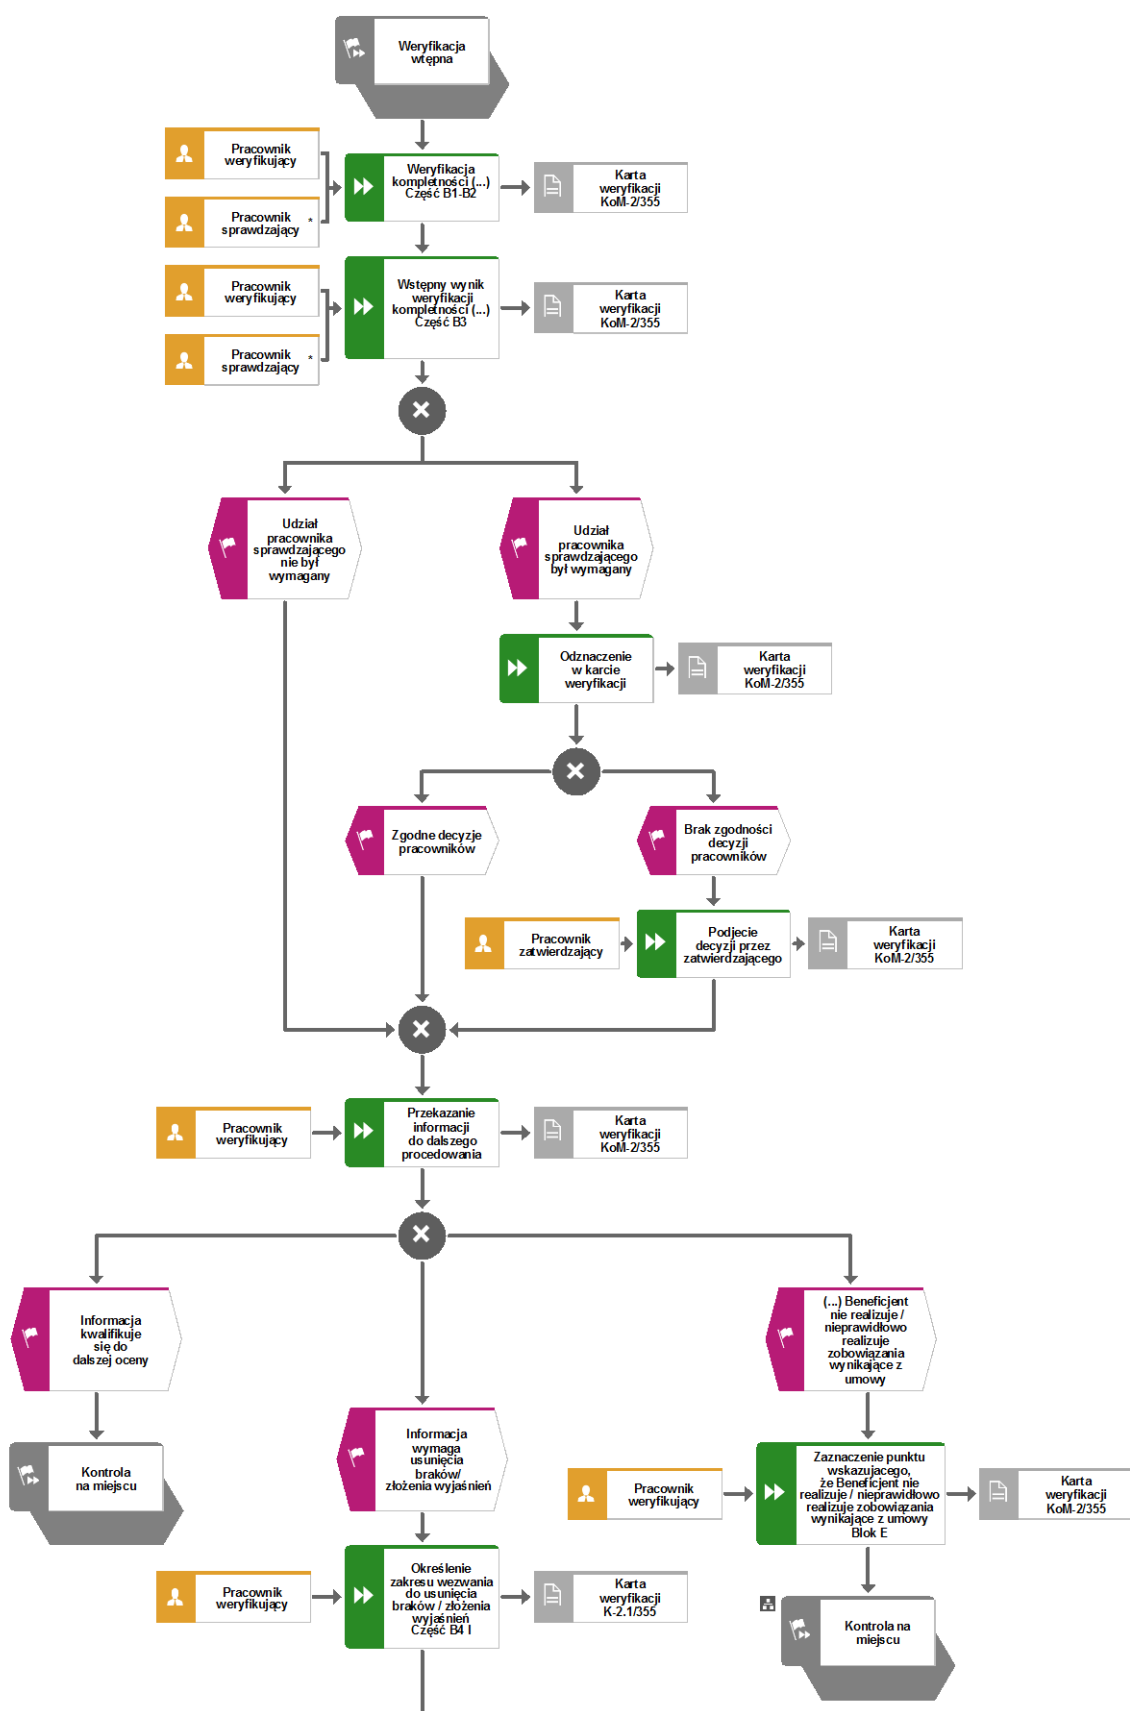 Weryfikacja
wtępna
Pracownik
weryfikujący
Weryfikacja
kompletności (...)
Część B1-B2
Karta
weryfikacji
KoM-2/355
Pracownik *
sprawdzający
Pracownik
weryfikujący
Wstępny wynik
weryfikacji
kompletności (...)
Część B3
Karta
weryfikacji
KoM-2/355
Pracownik *
sprawdzający
Udział
pracownika
sprawdzającego
nie był
wymagany
Udział
pracownika
sprawdzającego
był wymagany
Odznaczenie
w karcie
weryfikacji
Karta
weryfikacji
KoM-2/355
Zgodne decyzje
pracowników
Brak zgodności
decyzji
pracowników
Pracownik
zatwierdzający
Podjecie
decyzji przez
zatwierdzającego
Karta
weryfikacji
KoM-2/355
Pracownik
weryfikujący
Przekazanie
informacji
do dalszego
procedowania
Karta
weryfikacji
KoM-2/355
Informacja
kwalifikuje
się do
dalszej oceny
(...) Beneficjent
nie realizuje /
nieprawidłowo
realizuje
zobowiązania
wynikające z
umowy
Informacja
wymaga
usunięcia
braków/
złożenia wyjaśnień
Kontrola
na miejscu
Pracownik
weryfikujący
Zaznaczenie punktu
wskazującego,
że Beneficjent nie
realizuje / nieprawidłowo
realizuje zobowiązania
wynikające z umowy
Blok E
Karta
weryfikacji
KoM-2/355
Pracownik
weryfikujący
Określenie
zakresu wezwania
do usunięcia
braków / złożenia
wyjaśnień
Część B4 I
Karta
weryfikacji
K-2.1/355
Kontrola na
miejscu